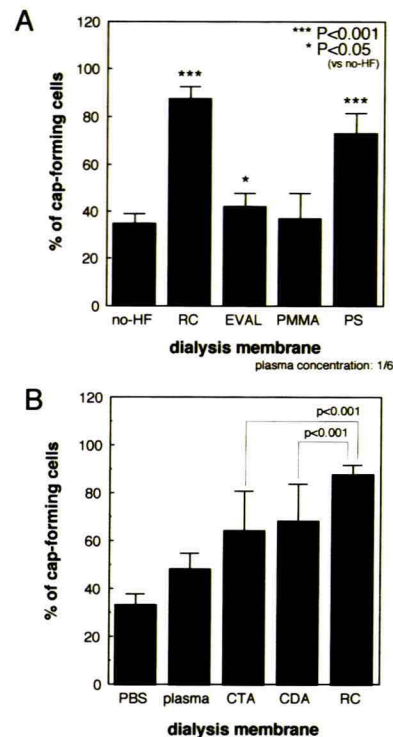 A
*** P<0.001
* P<0.05
(vs no-HF)
% of cap-forming cells
120
100
80
60
40
20
0
***
*
***
no-HF RC EVAL PMMA PS
dialysis membrane
plasma concentration: 1/6
B
% of cap-forming cells
120
100
80
60
40
20
0
p<0.001
p<0.001
PBS plasma CTA CDA RC
dialysis membrane